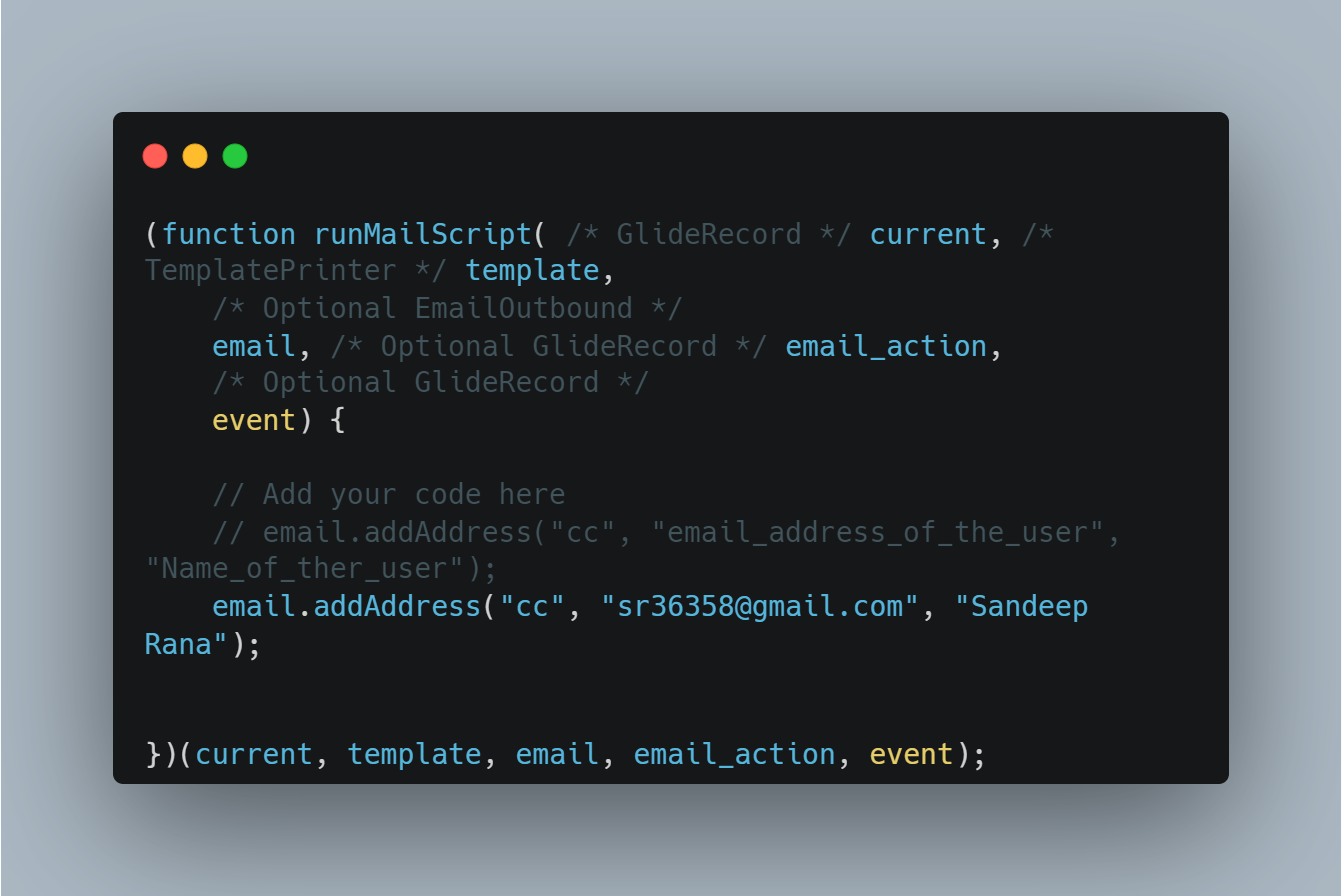 (function runMailScript( /* GlideRecord */ current, /*
TemplatePrinter */ template,
    /* Optional EmailOutbound */
    email, /* Optional GlideRecord */ email_action,
    /* Optional GlideRecord */
    event) {

    // Add your code here
    // email.addAddress("cc", "email_address_of_the_user",
"Name_of_ther_user");
    email.addAddress("cc", "sr36358@gmail.com", "Sandeep
Rana");


})(current, template, email, email_action, event);